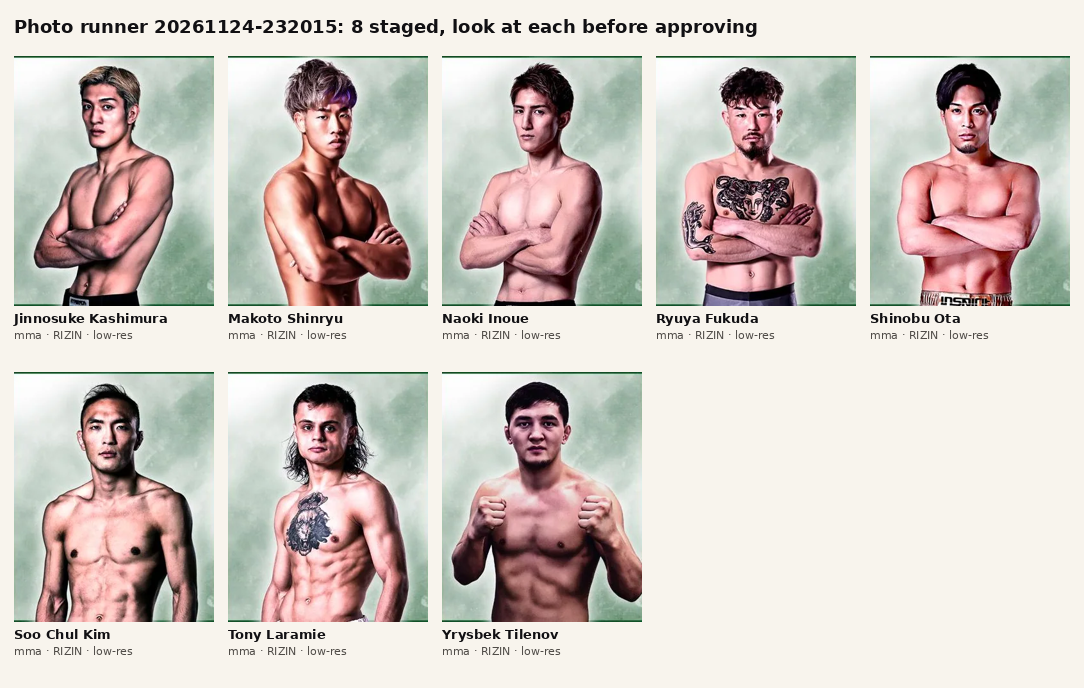 Photo runner 20261124-232015: 8 staged, look at each before approving
Jinnosuke Kashimura
mma · RIZIN · low-res
Makoto Shinryu
mma · RIZIN · low-res
Naoki Inoue
mma · RIZIN · low-res
Ryuya Fukuda
mma · RIZIN · low-res
INSPIRE
Shinobu Ota
mma · RIZIN · low-res
Soo Chul Kim
mma · RIZIN · low-res
Tony Laramie
mma · RIZIN · low-res
Yrysbek Tilenov
mma · RIZIN · low-res